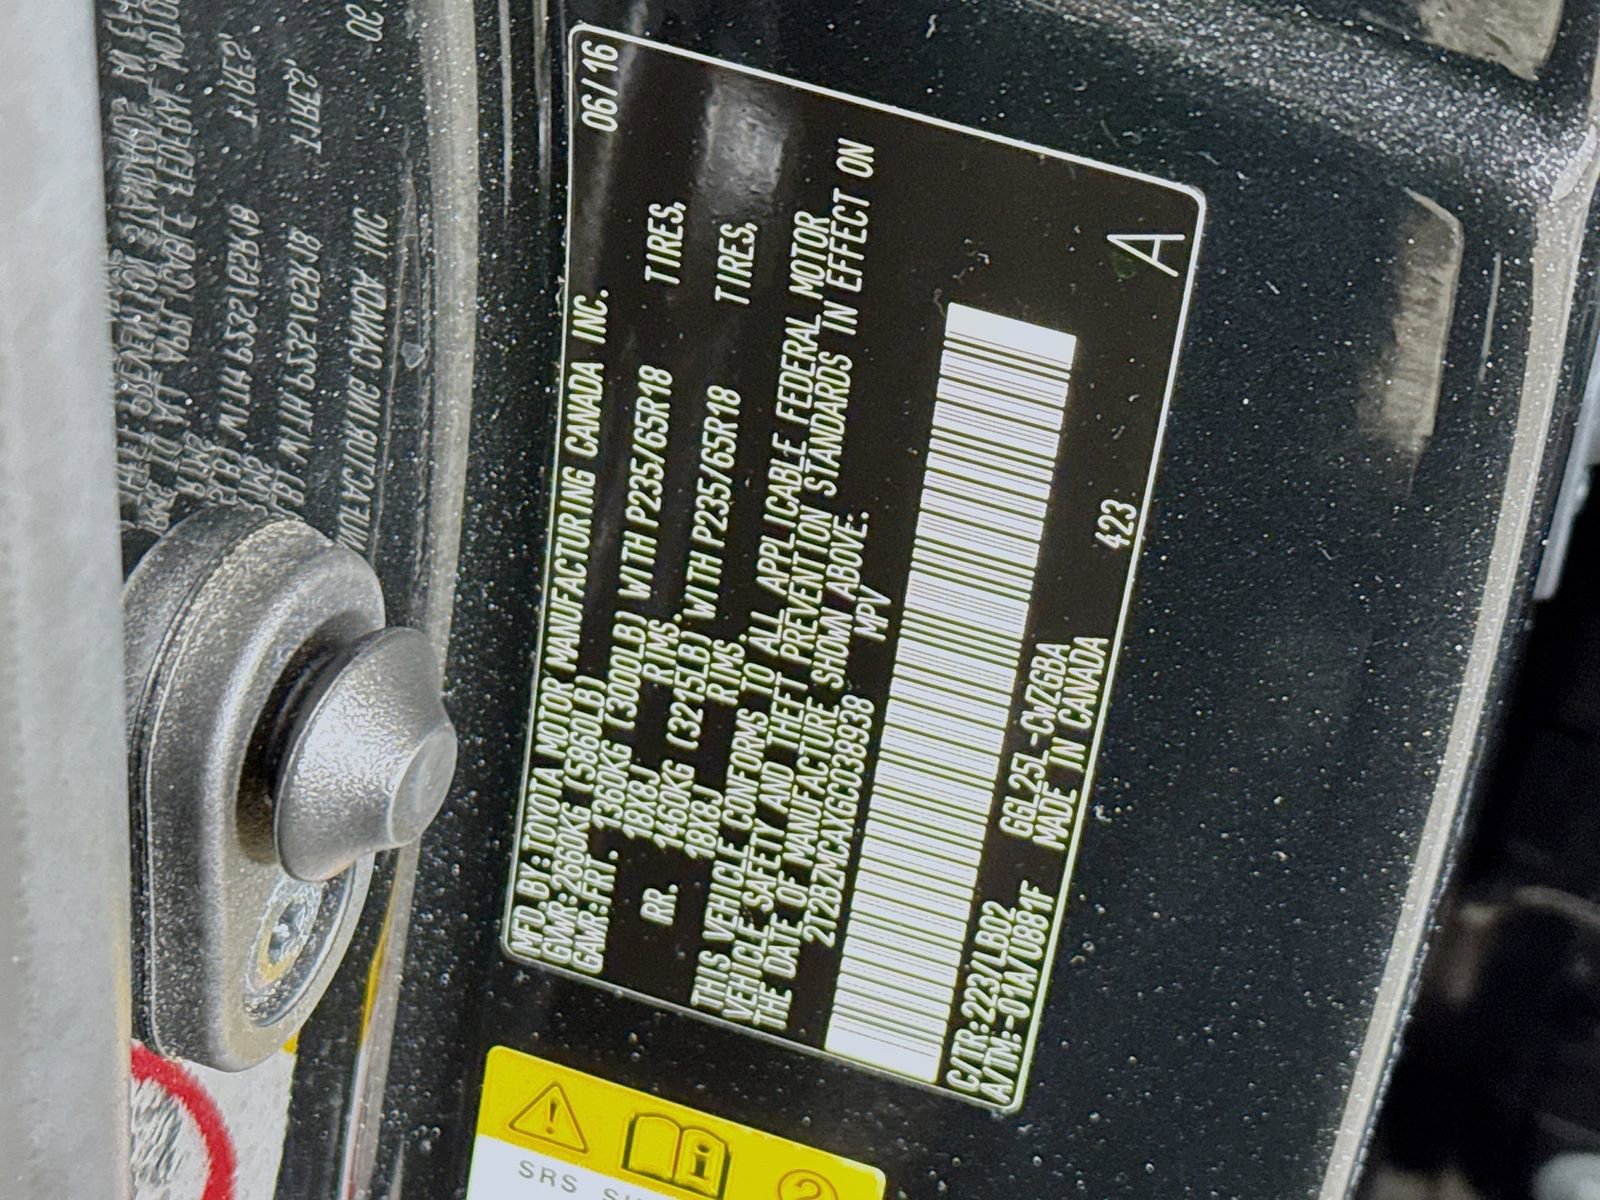 MFD. BY: TOYOTA MOTOR MANUFACTURING CANADA INC. 06/16
GVWR: 2660KG (5860LB)
GAWR: FRT. 1360KG (3000LB) WITH P235/65R18 TIRES,
18X8J RIMS,
RR. 1460KG (3215LB) WITH P235/65R18 TIRES,
18X8J RIMS
THIS VEHICLE CONFORMS TO ALL APPLICABLE FEDERAL MOTOR
VEHICLE SAFETY AND THEFT PREVENTION STANDARDS IN EFFECT ON
THE DATE OF MANUFACTURE SHOWN ABOVE.
2T2BZMCAXGC038938 MPV
C/TR: 223/LB02 GGL25L-CWZGBA 423 A
A/TM: -01A/U881F MADE IN CANADA
SRS